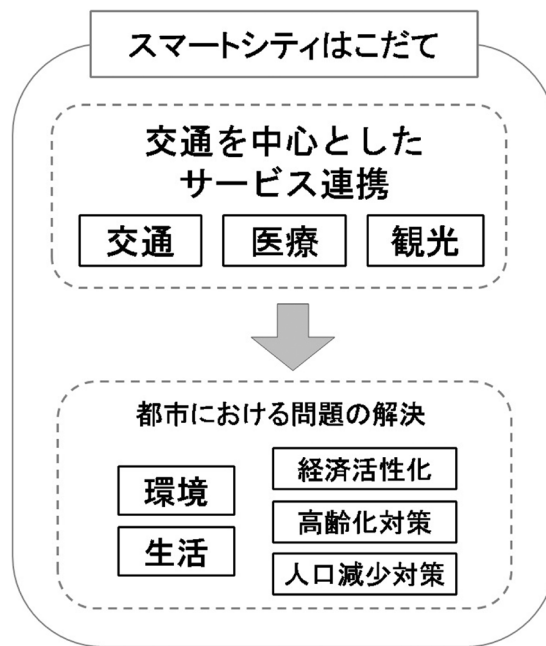 スマートシティはこだて
交通を中心とした
サービス連携
交通 医療 観光
都市における問題の解決
環境
生活
経済活性化
高齢化対策
人口減少対策